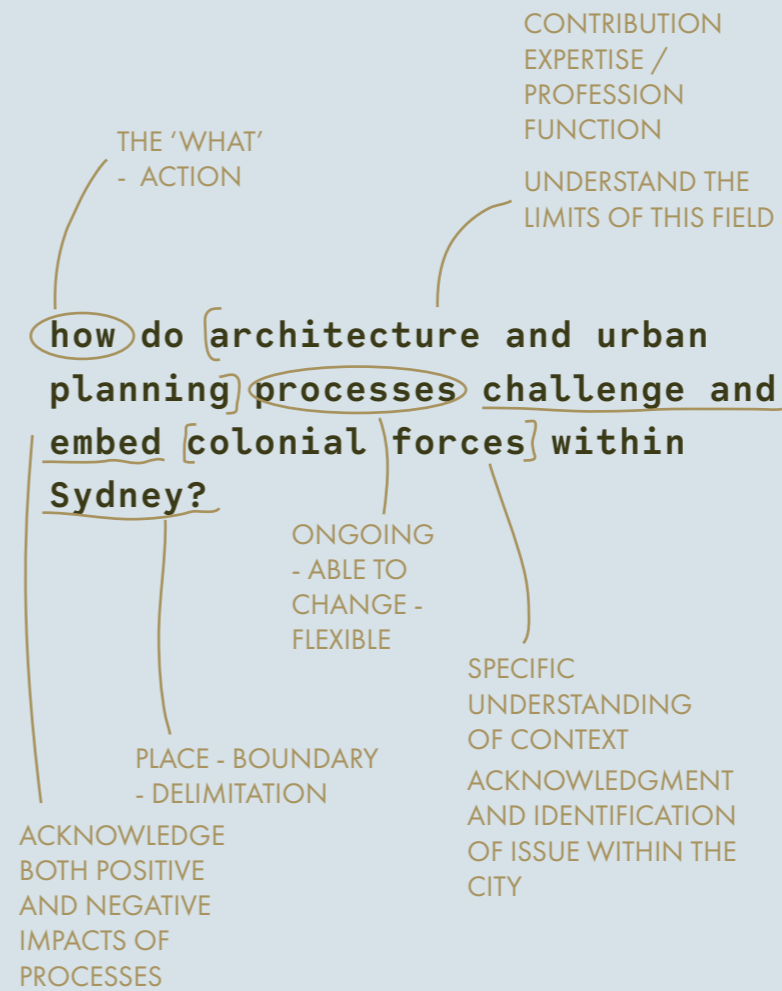 CONTRIBUTION
EXPERTISE /
PROFESSION
FUNCTION
UNDERSTAND THE
LIMITS OF THIS FIELD
THE ‘WHAT’
- ACTION
how do architecture and urban
planning processes challenge and
embed colonial forces within
Sydney?
ONGOING
- ABLE TO
CHANGE -
FLEXIBLE
SPECIFIC
UNDERSTANDING
OF CONTEXT
ACKNOWLEDGMENT
AND IDENTIFICATION
OF ISSUE WITHIN THE
CITY
PLACE - BOUNDARY
- DELIMITATION
ACKNOWLEDGE
BOTH POSITIVE
AND NEGATIVE
IMPACTS OF
PROCESSES